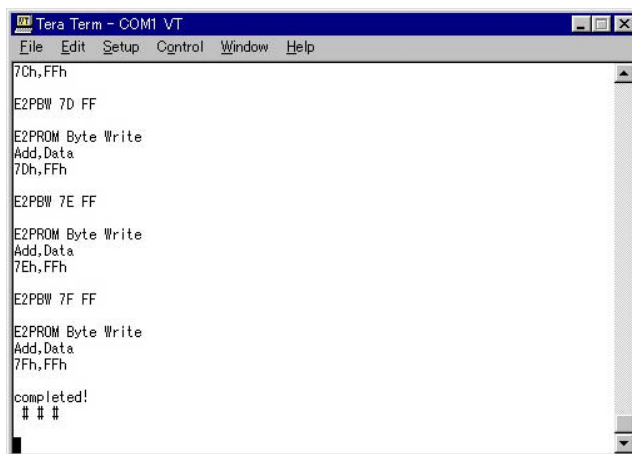 Tera Term - COM1 VT
File Edit Setup Control Window Help
7Ch,FFh
E2PBW 7D FF
E2PROM Byte Write
Add,Data
7Dh,FFh
E2PBW 7E FF
E2PROM Byte Write
Add,Data
7Eh,FFh
E2PBW 7F FF
E2PROM Byte Write
Add,Data
7Fh,FFh
completed!
# # #